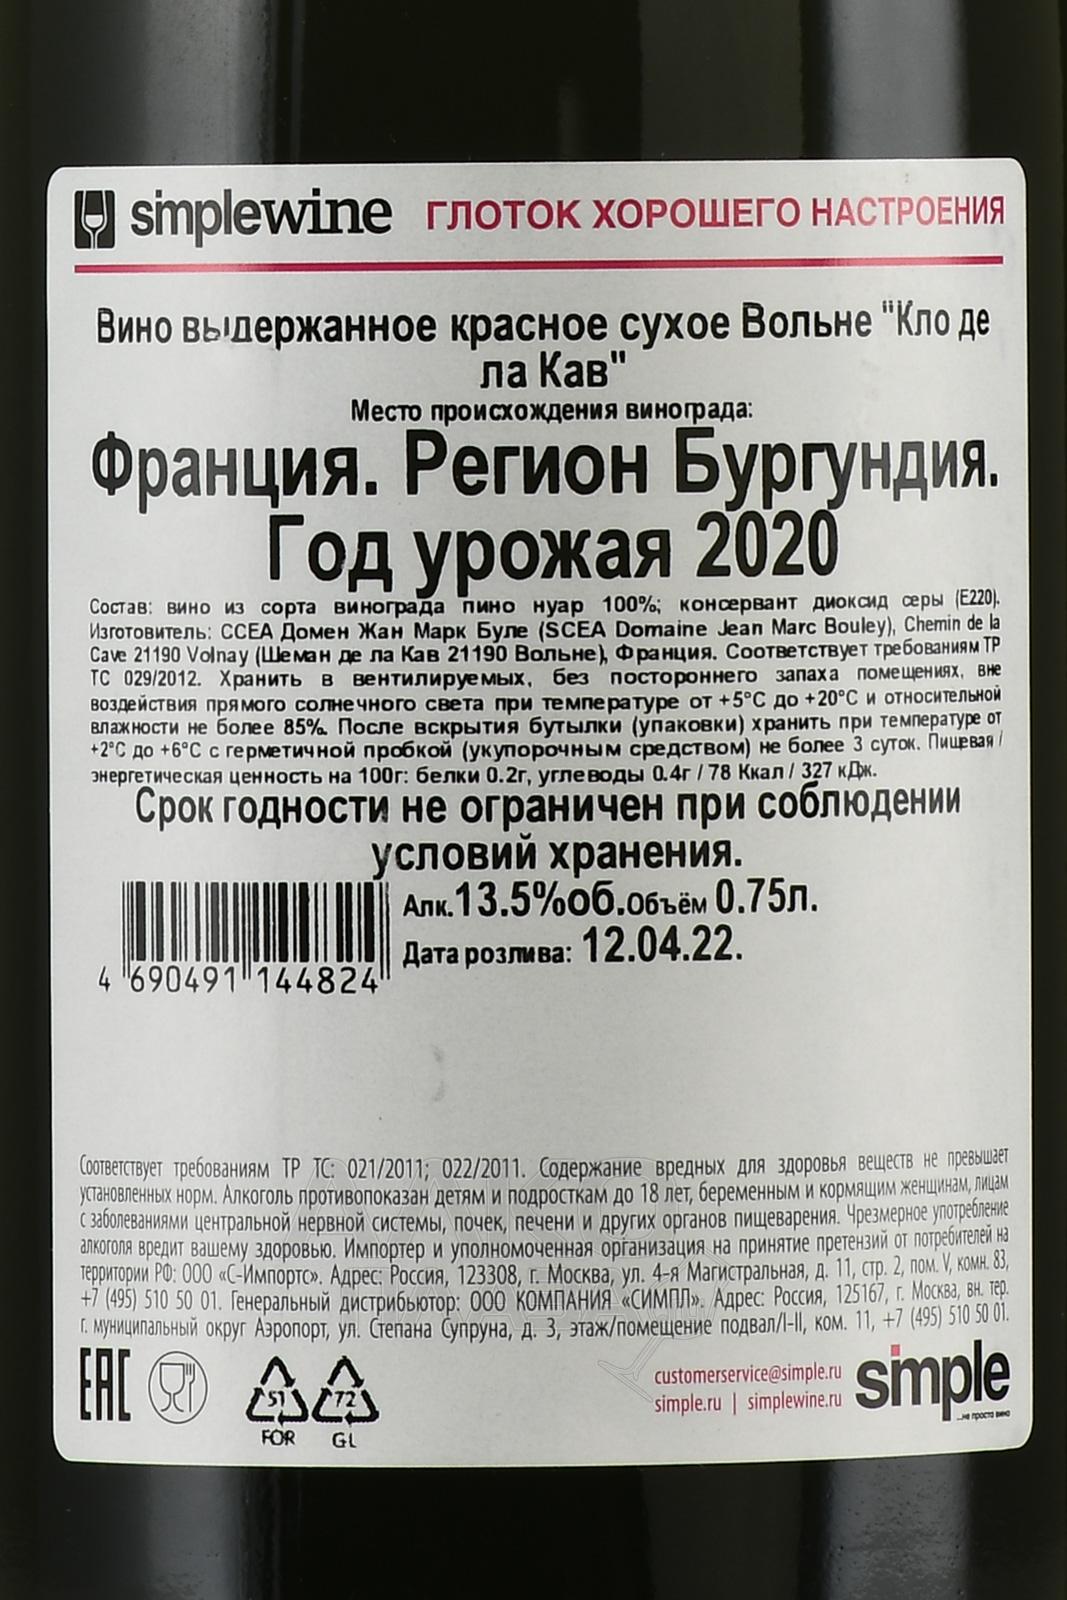 simplewine ГЛОТОК ХОРОШЕГО НАСТРОЕНИЯ
Вино выдержанное красное сухое Вольне "Кло де
ла Кав"
Место происхождения винограда:
Франция. Регион Бургундия.
Год урожая 2020
Состав: вино из сорта винограда пино нуар 100%; консервант диоксид серы (Е220).
Изготовитель: ССЕА Домен Жан Марк Буле (SCEA Domaine Jean Marc Bouley), Chemin de la
Cave 21190 Volnay (Шеман де ла Кав 21190 Вольне), Франция. Соответствует требованиям ТР
ТС 029/2012. Хранить в вентилируемых, без постороннего запаха помещениях, вне
воздействия прямого солнечного света при температуре от +5°С до +20°С и относительной
влажности не более 85%. После вскрытия бутылки (упаковки) хранить при температуре от
+2°С до +6°С с герметичной пробкой (укупорочным средством) не более 3 суток. Пищевая /
энергетическая ценность на 100г: белки 0.2г, углеводы 0.4г / 78 Ккал / 327 кДж.
Срок годности не ограничен при соблюдении
условий хранения.
Алк.13.5%об.Объём 0.75л.
Дата розлива: 12.04.22.
4 690491 144824
Соответствует требованиям ТР ТС: 021/2011; 022/2011. Содержание вредных для здоровья веществ не превышает
установленных норм. Алкоголь противопоказан детям и подросткам до 18 лет, беременным и кормящим женщинам, лицам
с заболеваниями центральной нервной системы, почек, печени и других органов пищеварения. Чрезмерное употребление
алкоголя вредит вашему здоровью. Импортер и уполномоченная организация на принятие претензий от потребителей на
территории РФ: ООО «С-Импортс». Адрес: Россия, 123308, г. Москва, ул. 4-я Магистральная, д. 11, стр. 2, пом. V, комн. 83,
+7 (495) 510 50 01. Генеральный дистрибьютор: ООО КОМПАНИЯ «СИМПЛ». Адрес: Россия, 125167, г. Москва, вн. тер.
г. муниципальный округ Аэропорт, ул. Степана Супруна, д. 3, этаж/помещение подвал/I-II, ком. 11, +7 (495) 510 50 01.
EAC
51 72
FOR GL
customerservice@simple.ru
simple.ru | simplewine.ru
simple
...не просто вино